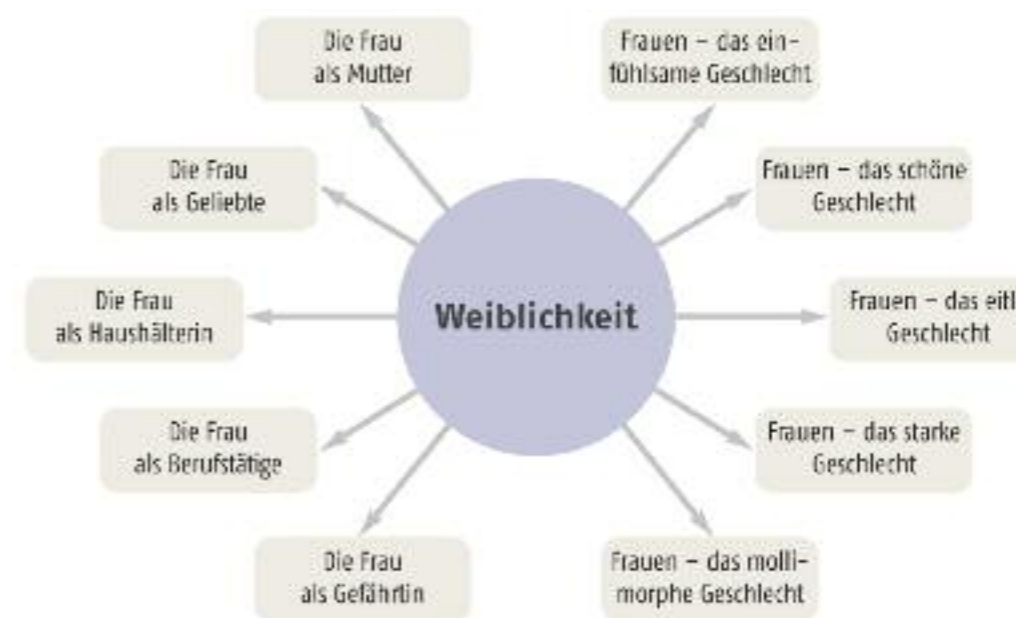 Die Frau
als Mutter
Frauen – das ein-
fühlsame Geschlecht
Die Frau
als Geliebte
Frauen – das schöne
Geschlecht
Die Frau
als Haushälterin
Weiblichkeit
Frauen – das eitl
Geschlecht
Die Frau
als Berufstätige
Frauen – das starke
Geschlecht
Die Frau
als Gefährtin
Frauen – das molli-
morphe Geschlecht